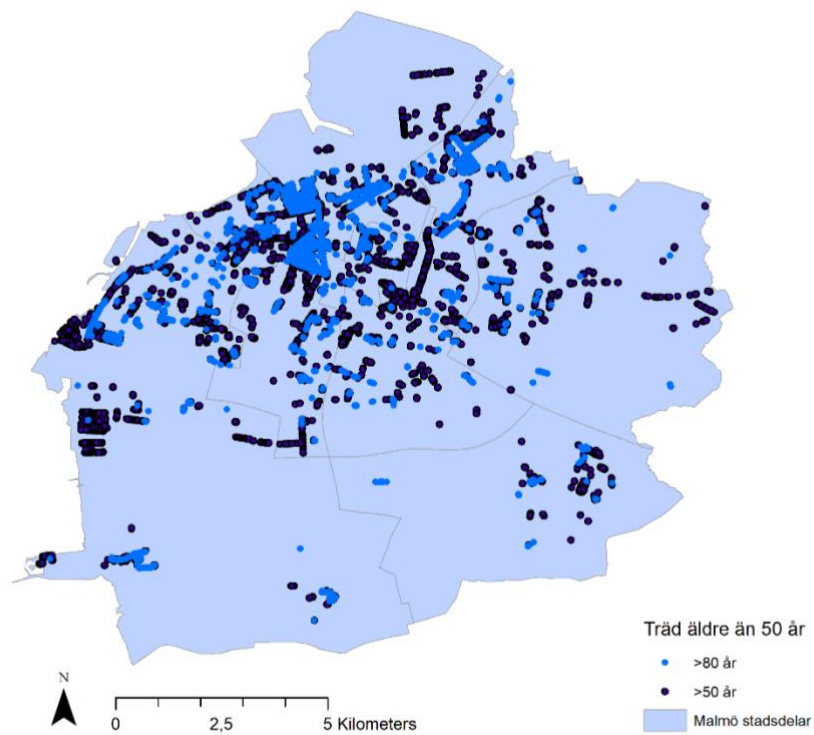 Träd äldre än 50 år
>80 år
>50 år
Malmö stadsdelar
N
0 2,5 5 Kilometers